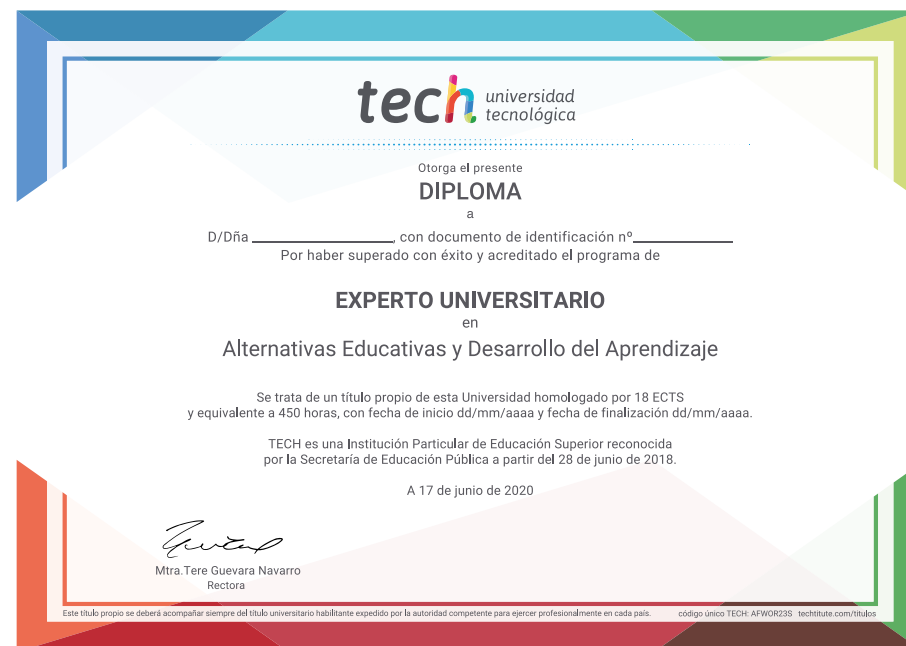 tech universidad
tecnológica
Otorga el presente
DIPLOMA
a
D/Dña ____________________, con documento de identificación nº______________
Por haber superado con éxito y acreditado el programa de
EXPERTO UNIVERSITARIO
en
Alternativas Educativas y Desarrollo del Aprendizaje
Se trata de un título propio de esta Universidad homologado por 18 ECTS
y equivalente a 450 horas, con fecha de inicio dd/mm/aaaa y fecha de finalización dd/mm/aaaa.
TECH es una Institución Particular de Educación Superior reconocida
por la Secretaría de Educación Pública a partir del 28 de junio de 2018.
A 17 de junio de 2020
Mtra.Tere Guevara Navarro
Rectora
Este título propio se deberá acompañar siempre del título universitario habilitante expedido por la autoridad competente para ejercer profesionalmente en cada país. código único TECH: AFWOR23S techtitute.com/titulos